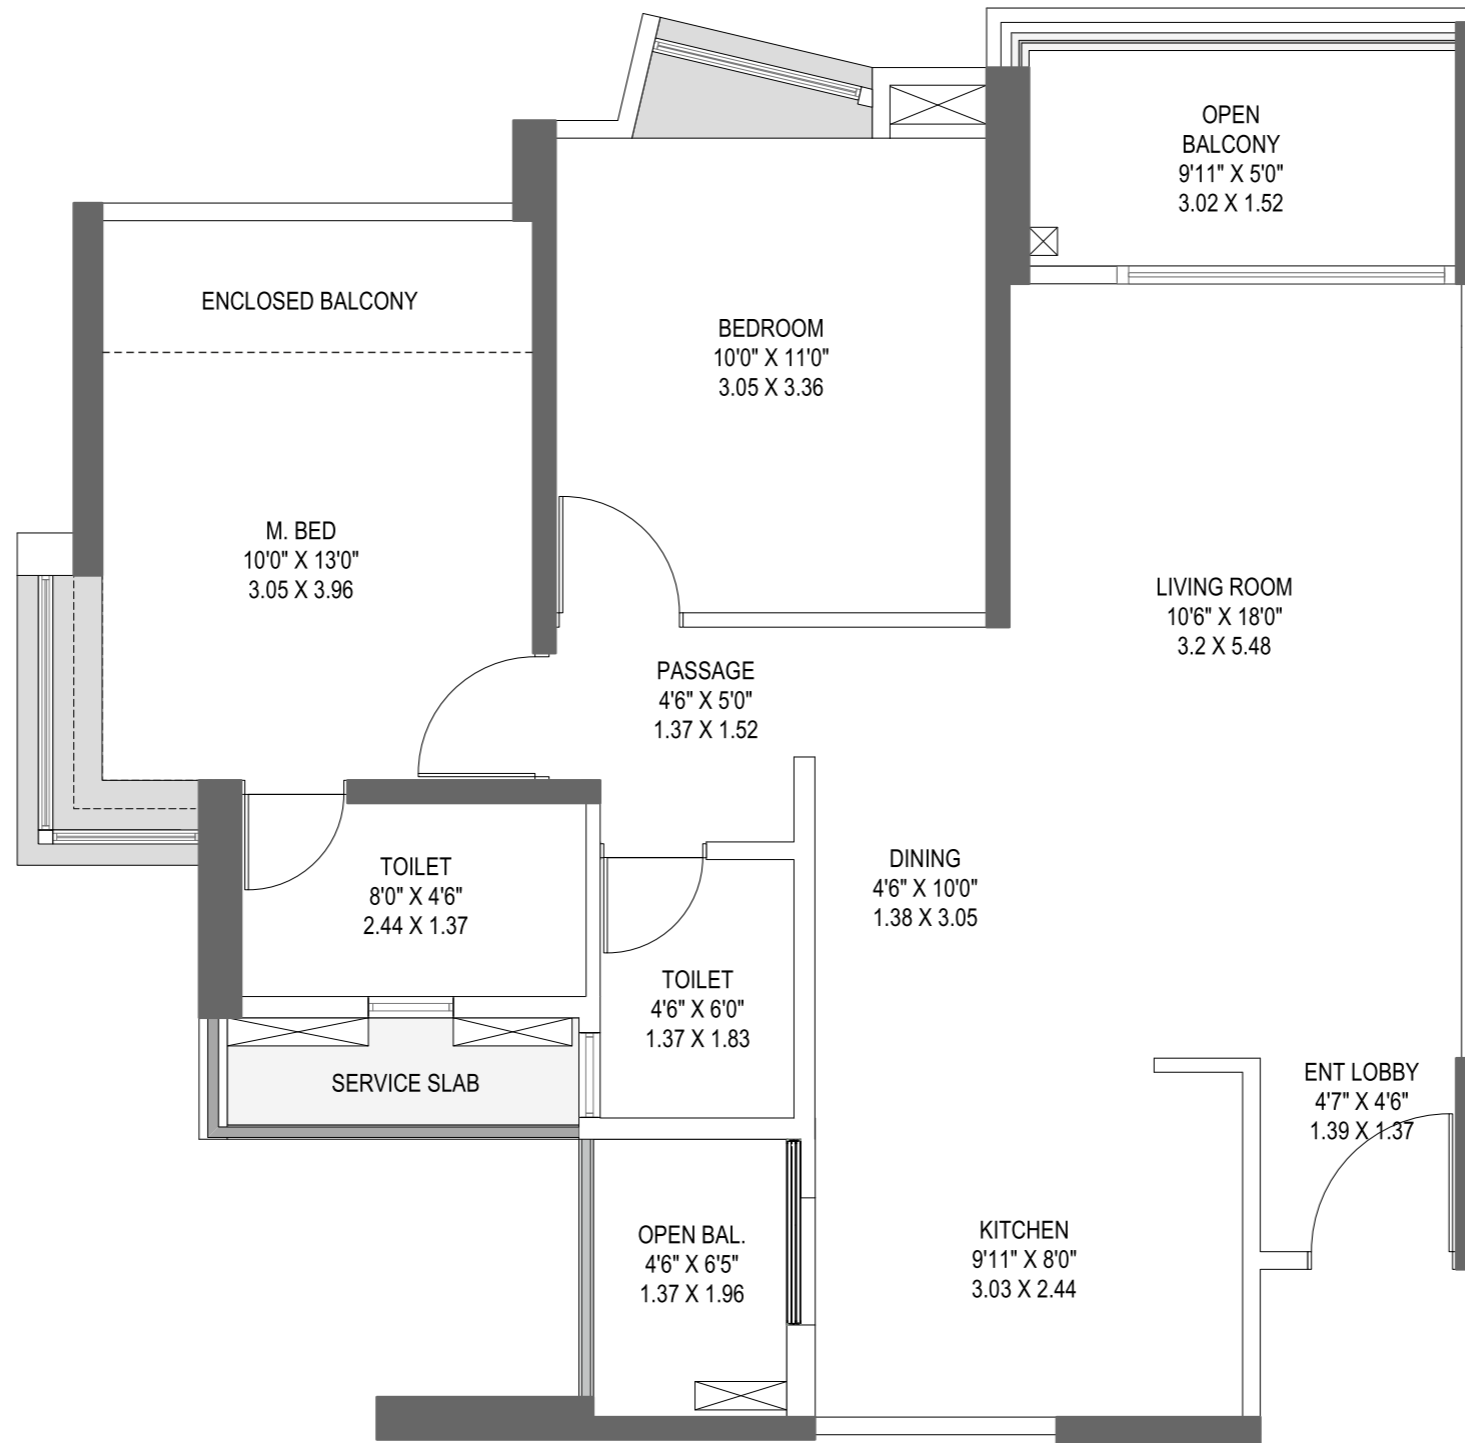 OPEN
BALCONY
9'11" X 5'0"
3.02 X 1.52
ENCLOSED BALCONY
BEDROOM
10'0" X 11'0"
3.05 X 3.36
M. BED
10'0" X 13'0"
3.05 X 3.96
LIVING ROOM
10'6" X 18'0"
3.2 X 5.48
PASSAGE
4'6" X 5'0"
1.37 X 1.52
TOILET
8'0" X 4'6"
2.44 X 1.37
DINING
4'6" X 10'0"
1.38 X 3.05
TOILET
4'6" X 6'0"
1.37 X 1.83
SERVICE SLAB
ENT LOBBY
4'7" X 4'6"
1.39 X 1.37
OPEN BAL.
4'6" X 6'5"
1.37 X 1.96
KITCHEN
9'11" X 8'0"
3.03 X 2.44